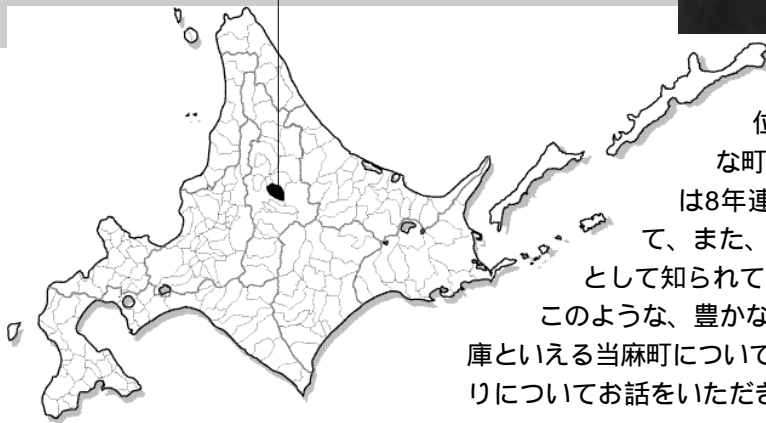 位
な町
は8年連
て、また、
として知られて
このような、豊かな
庫といえる当麻町について
りについてお話をいただき